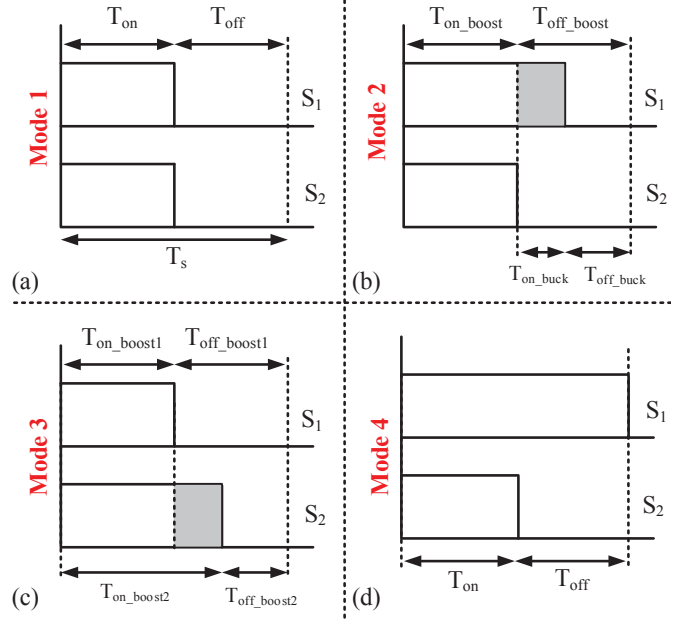 T_on T_off
Mode 1
S_1
S_2
T_s
(a)
T_on_boost T_off_boost
Mode 2
S_1
S_2
T_on_buck T_off_buck
(b)
T_on_boost1 T_off_boost1
Mode 3
S_1
S_2
T_on_boost2 T_off_boost2
(c)
Mode 4
S_1
S_2
T_on T_off
(d)